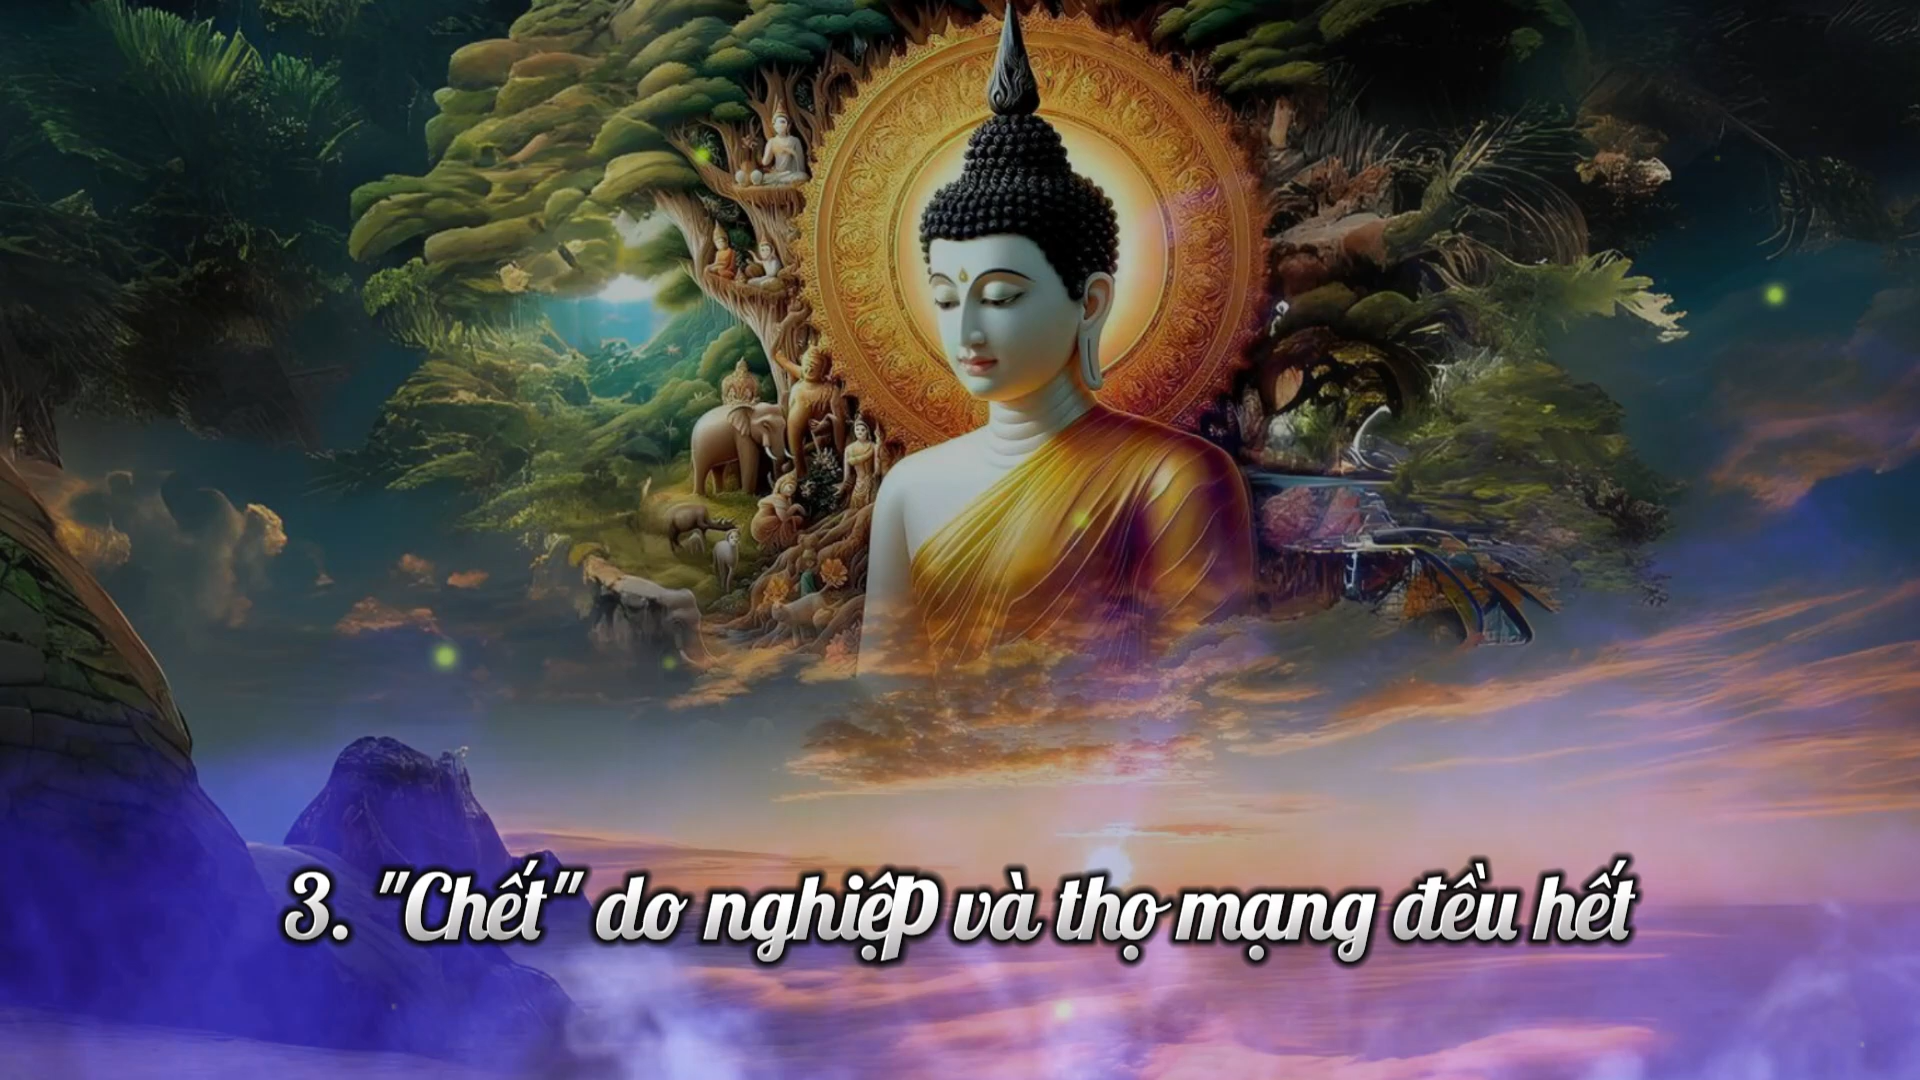 3. "Chết" do nghiệp và thọ mạng đều hết